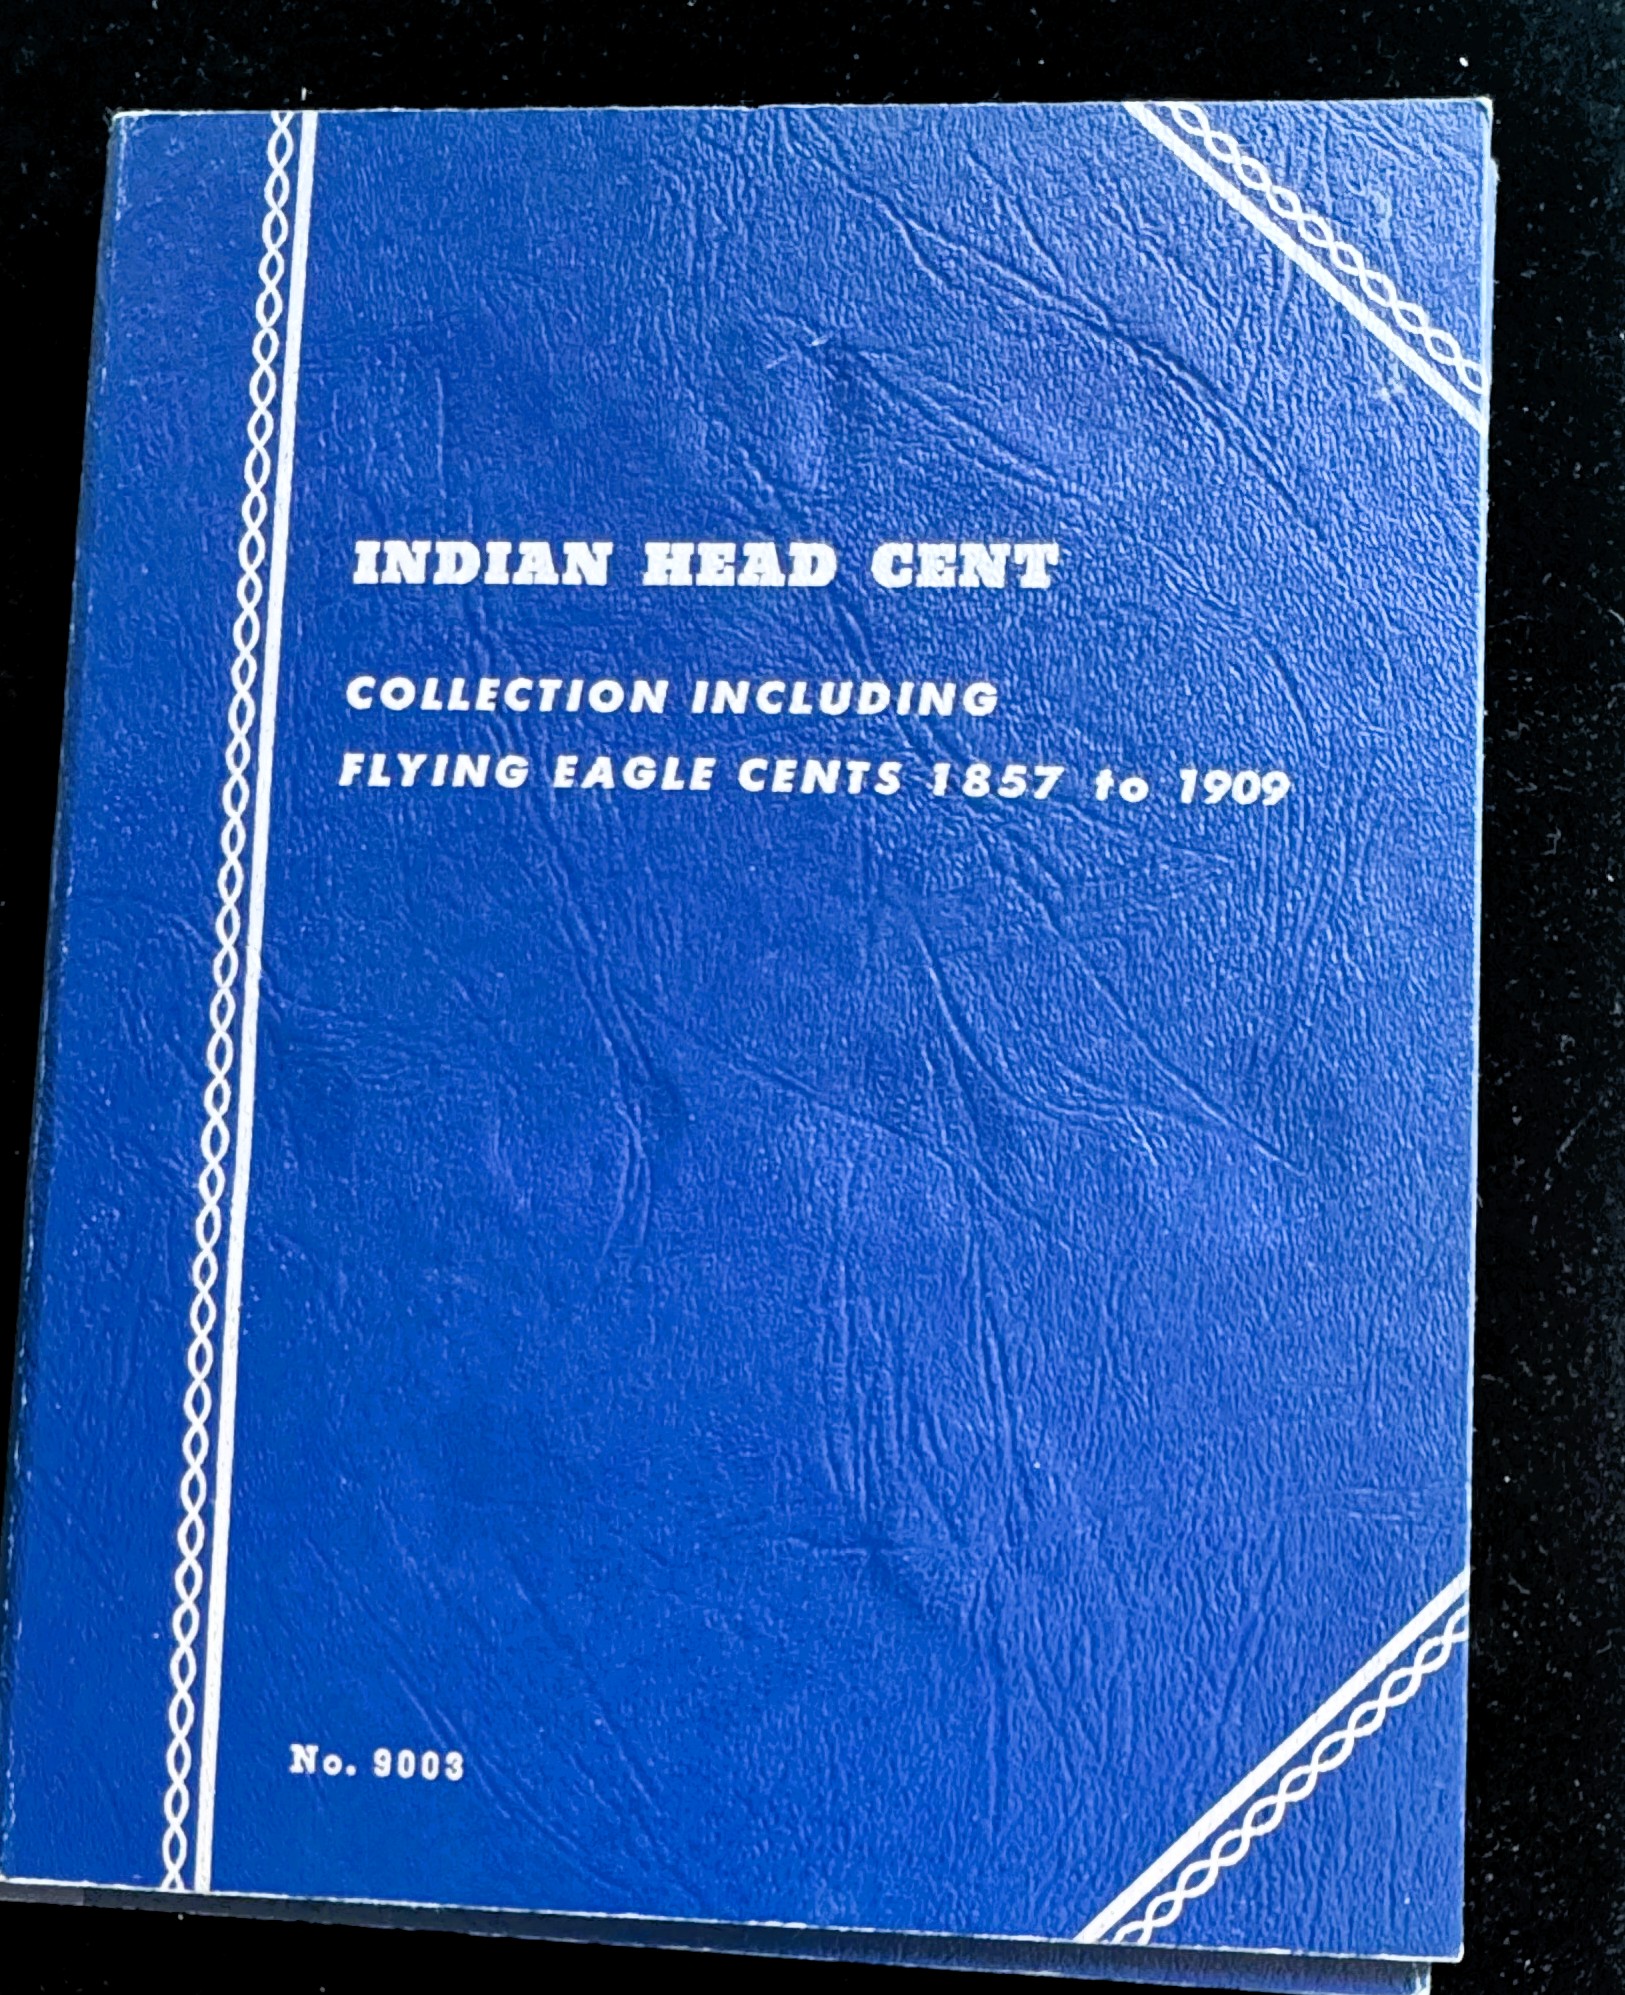 INDIAN HEAD CENT
COLLECTION INCLUDING
FLYING EAGLE CENTS 1857 to 1909
No. 9003